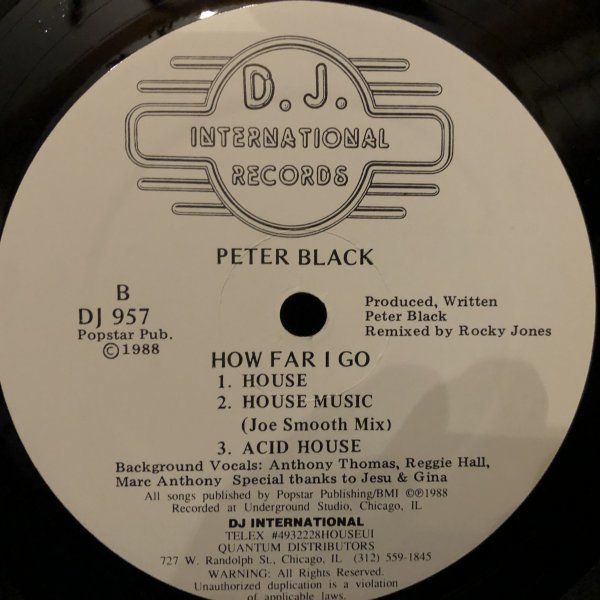 D.J.
INTERNATIONAL
RECORDS
PETER BLACK
B
DJ 957
Popstar Pub.
©1988
Produced, Written
Peter Black
Remixed by Rocky Jones
HOW FAR I GO
1. HOUSE
2. HOUSE MUSIC
(Joe Smooth Mix)
3. ACID HOUSE
Background Vocals: Anthony Thomas, Reggie Hall,
Marc Anthony Special tbanks to Jesu & Gina
All songs published by Popstar Publishing/BMI ©℗1988
Recorded at Underground Studio, Chicago, IL
DJ INTERNATIONAL
TELEX #4932228HOUSEUI
QUANTUM DISTRIBUTORS
727 W. Randolph St., Chicago, IL (312) 559-1845
WARNING: All Rights Reserved.
Unauthorized duplication is a violation
of applicable laws.